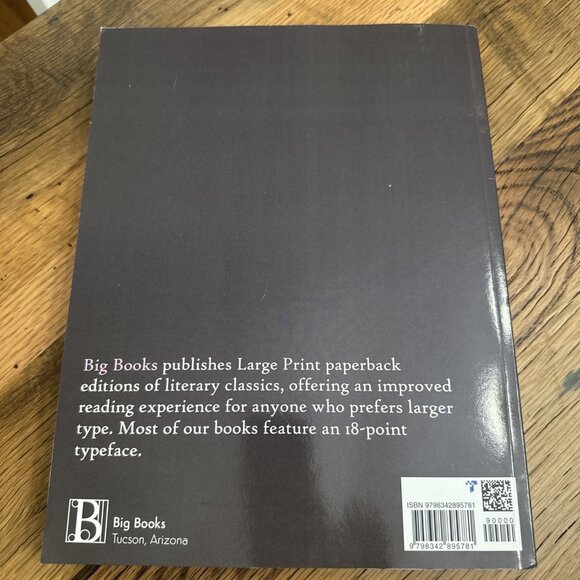 Big Books publishes Large Print paperback
editions of literary classics, offering an improved
reading experience for anyone who prefers larger
type. Most of our books feature an 18-point
typeface.
B
Big Books
Tucson, Arizona
ISBN 9798342895781
90000
9 798342 895781